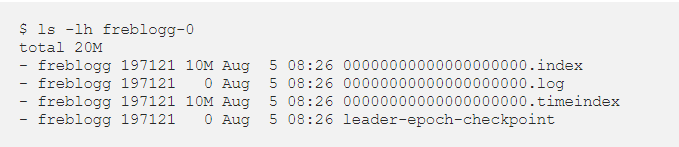 $ ls -lh freblogg-0
total 20M
- freblogg 197121 10M Aug  5 08:26 00000000000000000000.index
- freblogg 197121   0 Aug  5 08:26 00000000000000000000.log
- freblogg 197121 10M Aug  5 08:26 00000000000000000000.timeindex
- freblogg 197121   0 Aug  5 08:26 leader-epoch-checkpoint